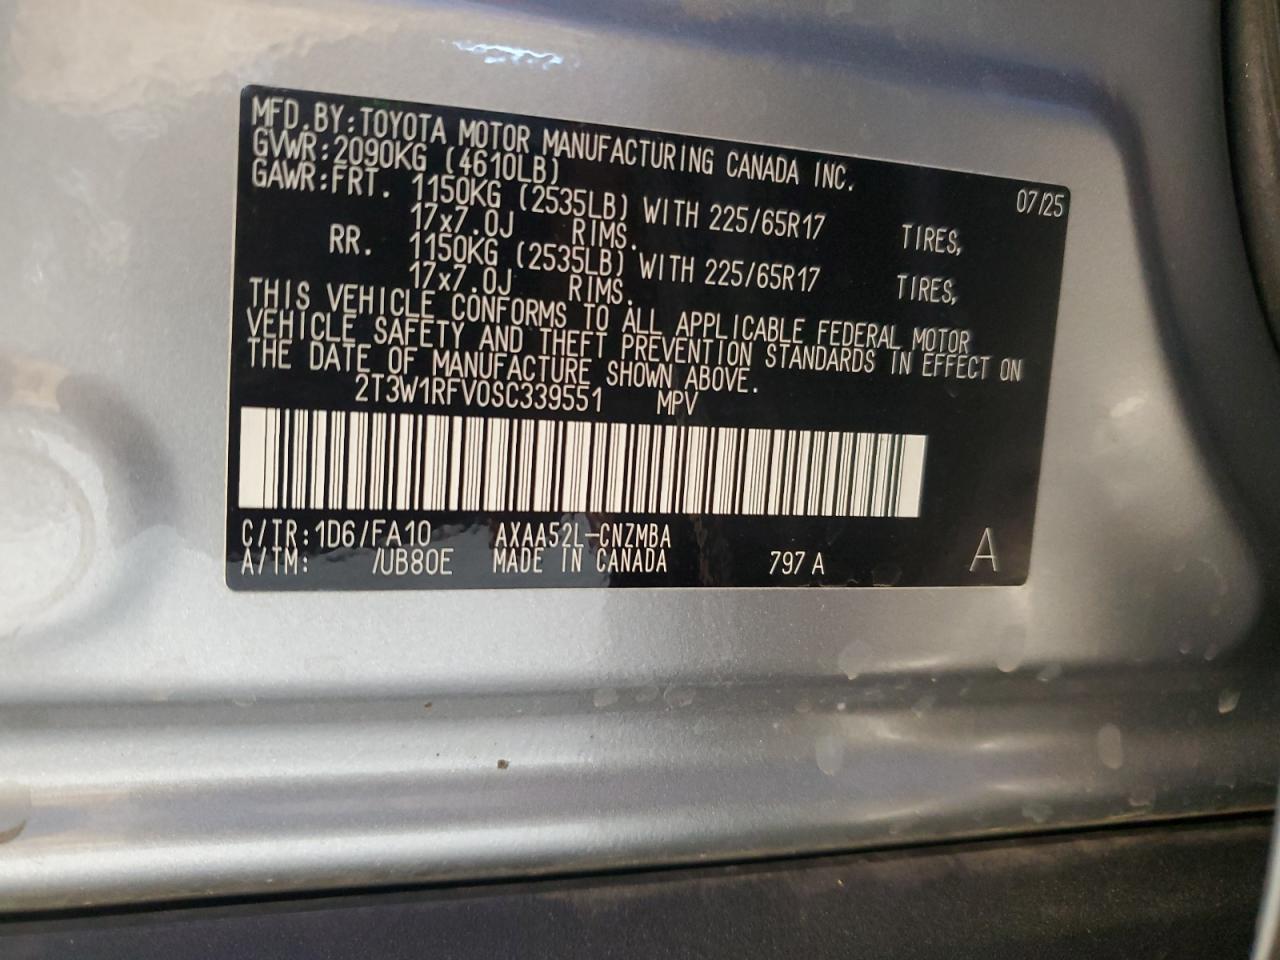 MFD.BY:TOYOTA MOTOR MANUFACTURING CANADA INC.
GVWR:2090KG (4610LB) 07/25
GAWR:FRT. 1150KG (2535LB) WITH 225/65R17 TIRES,
17x7.0J RIMS.
RR. 1150KG (2535LB) WITH 225/65R17 TIRES,
17x7.0J RIMS.
THIS VEHICLE CONFORMS TO ALL APPLICABLE FEDERAL MOTOR
VEHICLE SAFETY AND THEFT PREVENTION STANDARDS IN EFFECT ON
THE DATE OF MANUFACTURE SHOWN ABOVE.
2T3W1RFV0SC339551 MPV
C/TR:1D6/FA10 AXAA52L-CNZMBA
A/TM: /UB80E MADE IN CANADA 797 A A